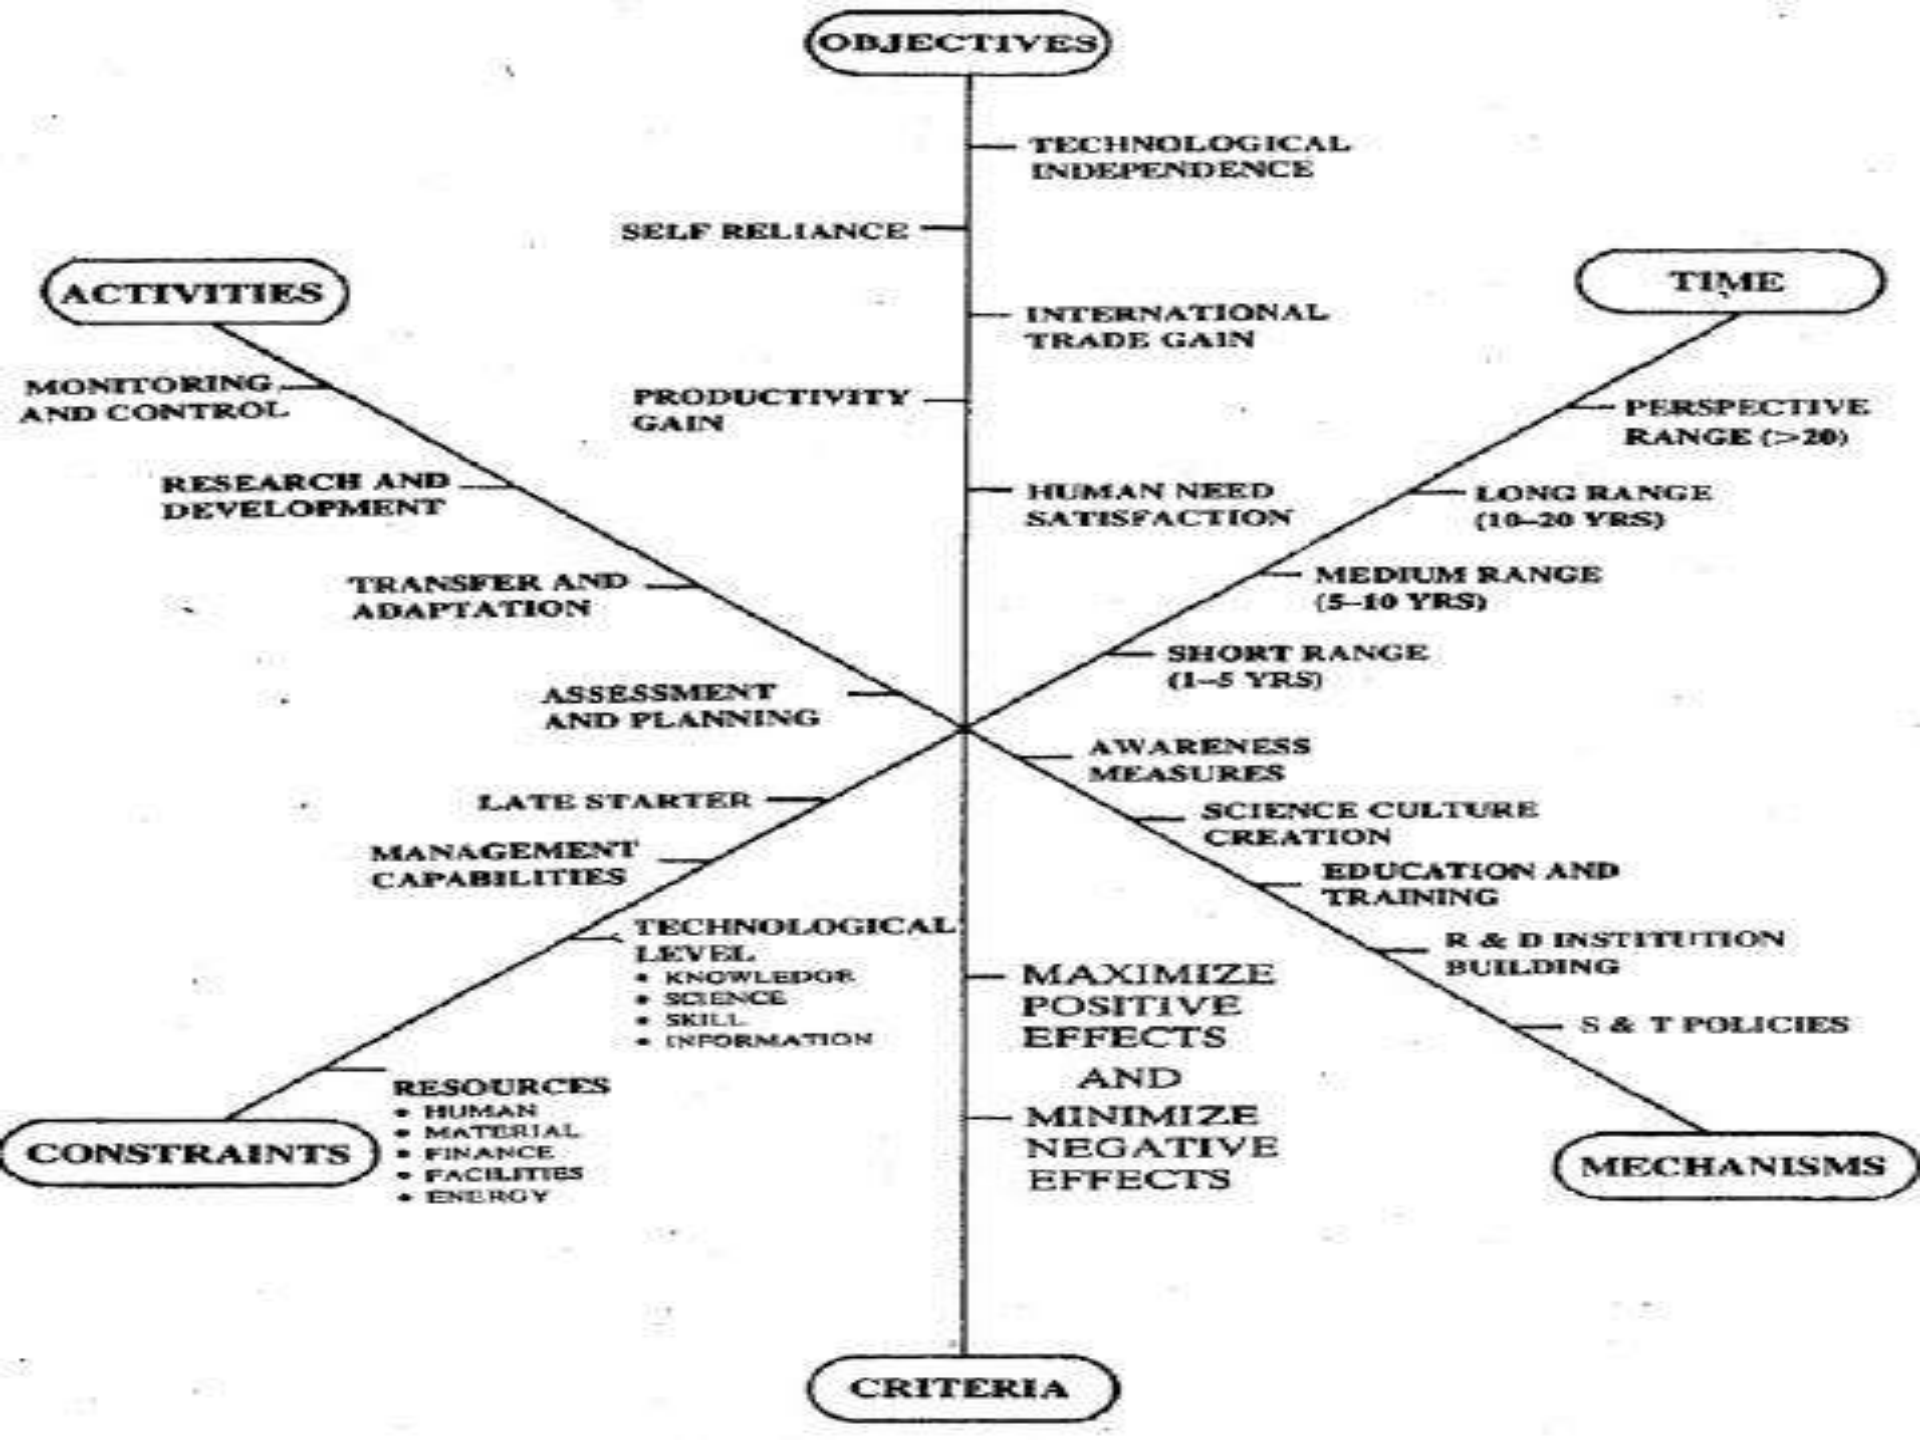 OBJECTIVES
TECHNOLOGICAL
INDEPENDENCE
SELF RELIANCE
INTERNATIONAL
TRADE GAIN
PRODUCTIVITY
GAIN
HUMAN NEED
SATISFACTION
ACTIVITIES
MONITORING
AND CONTROL
RESEARCH AND
DEVELOPMENT
TRANSFER AND
ADAPTATION
ASSESSMENT
AND PLANNING
TIME
PERSPECTIVE
RANGE (>20)
LONG RANGE
(10–20 YRS)
MEDIUM RANGE
(5–10 YRS)
SHORT RANGE
(1–5 YRS)
AWARENESS
MEASURES
SCIENCE CULTURE
CREATION
EDUCATION AND
TRAINING
R & D INSTITUTION
BUILDING
S & T POLICIES
MECHANISMS
LATE STARTER
MANAGEMENT
CAPABILITIES
TECHNOLOGICAL
LEVEL
• KNOWLEDGE
• SCIENCE
• SKILL
• INFORMATION
RESOURCES
• HUMAN
• MATERIAL
• FINANCE
• FACILITIES
• ENERGY
CONSTRAINTS
MAXIMIZE
POSITIVE
EFFECTS
AND
MINIMIZE
NEGATIVE
EFFECTS
CRITERIA